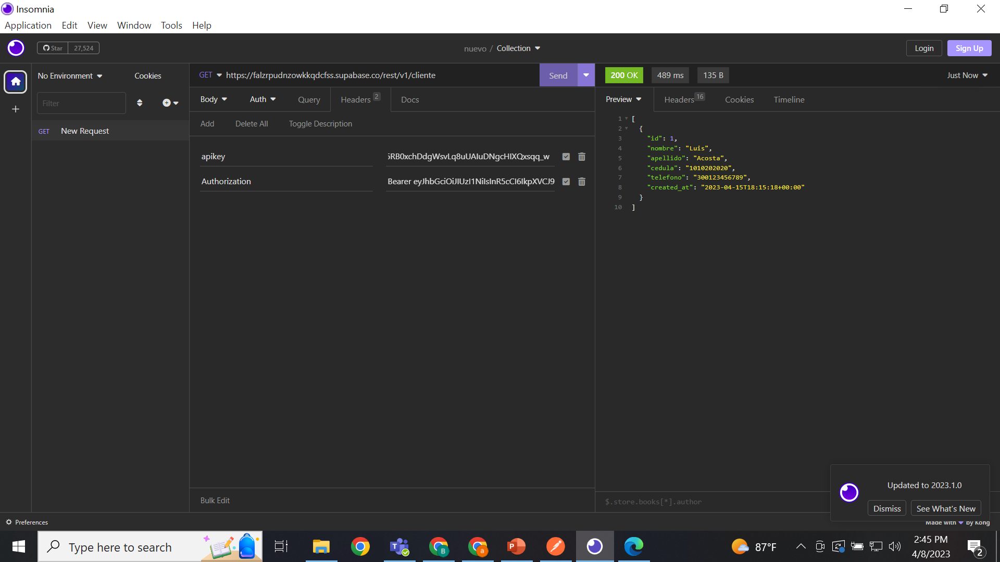 Insomnia
Application Edit View Window Tools Help
Star 27,524
nuevo / Collection
Login Sign Up
No Environment Cookies
GET https://falzrpudnzowkkqdcfss.supabase.co/rest/v1/cliente
Send
200 OK 489 ms 135 B
Just Now
Filter
Body Auth Query Headers 2 Docs
Preview Headers 16 Cookies Timeline
Add Delete All Toggle Description
GET New Request
apikey 5RB0xchDdgWsvLq8uUAIuDNgcHIXQxsqq_w
Authorization Bearer eyJhbGciOiJIUzI1NiIsInR5cCI6IkpXVCJ9
1 [
2 {
3 "id": 1,
4 "nombre": "Luis",
5 "apellido": "Acosta",
6 "cedula": "1010202020",
7 "telefono": "300123456789",
8 "created_at": "2023-04-15T18:15:18+00:00"
9 }
10 ]
Bulk Edit
$.store.books[*].author
Updated to 2023.1.0
Dismiss See What's New
Preferences
Made with by Kong
Type here to search
T B a P
87°F
2:45 PM
4/8/2023
2